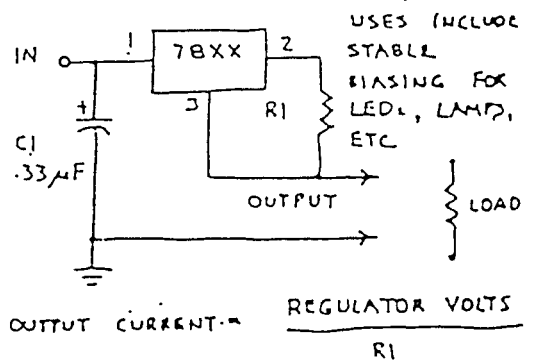 USES INCLUDE
STABLE
BIASING FOR
LEDs, LAMPS,
ETC
IN
1
78XX
2
3
R1
+
C1
.33µF
OUTPUT
LOAD
OUTPUT CURRENT = REGULATOR VOLTS
R1